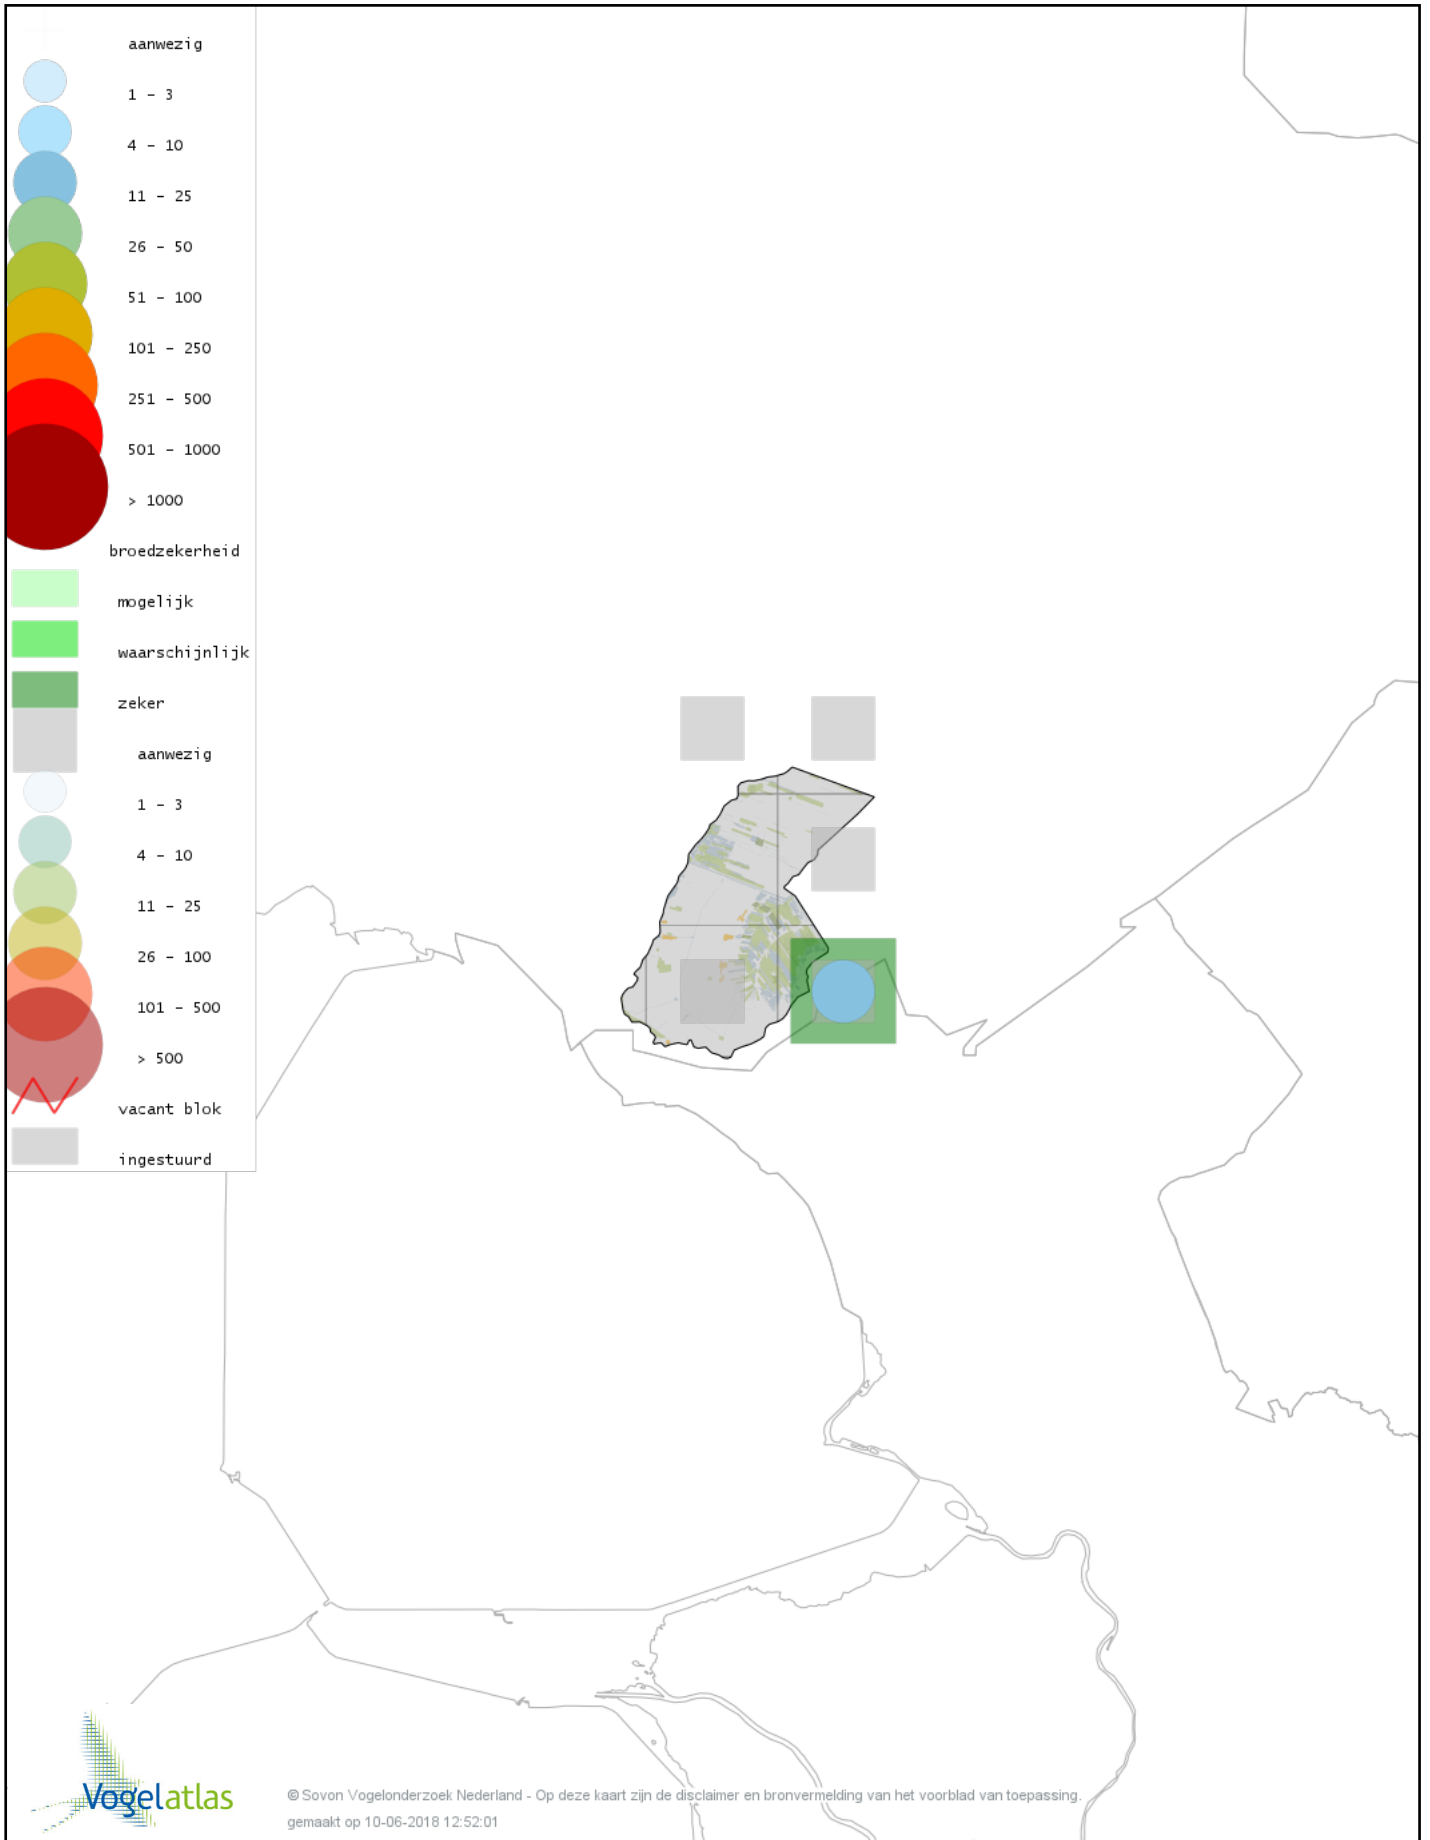 aanwezig
1 - 3
4 - 10
11 - 25
26 - 50
51 - 100
101 - 250
251 - 500
501 - 1000
> 1000
broedzekerheid
mogelijk
waarschijnlijk
zeker
aanwezig
1 - 3
4 - 10
11 - 25
26 - 100
101 - 500
> 500
vacant blok
ingestuurd
Vogelatlas
© Sovon Vogelonderzoek Nederland - Op deze kaart zijn de disclaimer en bronvermelding van het voorblad van toepassing.
gemaakt op 10-06-2018 12:52:01